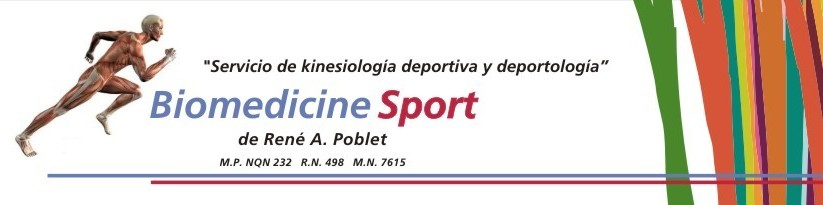 "Servicio de kinesiología deportiva y deportología”
Biomedicine Sport
de René A. Poblet
M.P. NQN 232 R.N. 498 M.N. 7615